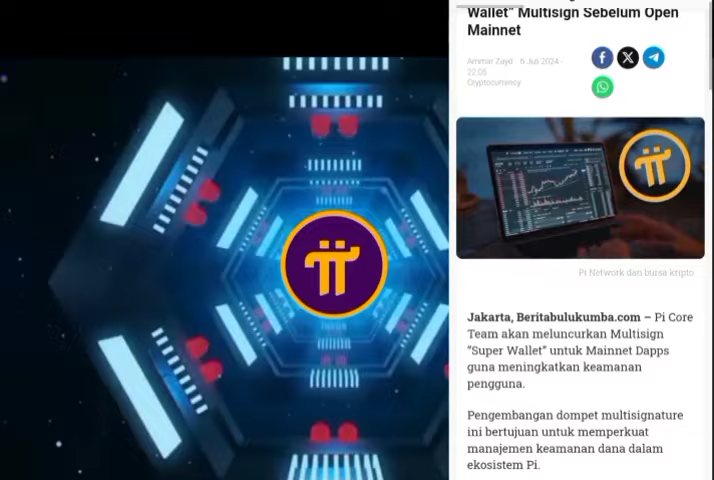 Wallet” Multisign Sebelum Open
Mainnet
Ammar Zayd 6 Juli 2024 -
22:05
Cryptocurrency
Pi Network dan bursa kripto
Jakarta, Beritabulukumba.com – Pi Core
Team akan meluncurkan Multisign
“Super Wallet” untuk Mainnet Dapps
guna meningkatkan keamanan
pengguna.
Pengembangan dompet multisignature
ini bertujuan untuk memperkuat
manajemen keamanan dana dalam
ekosistem Pi.